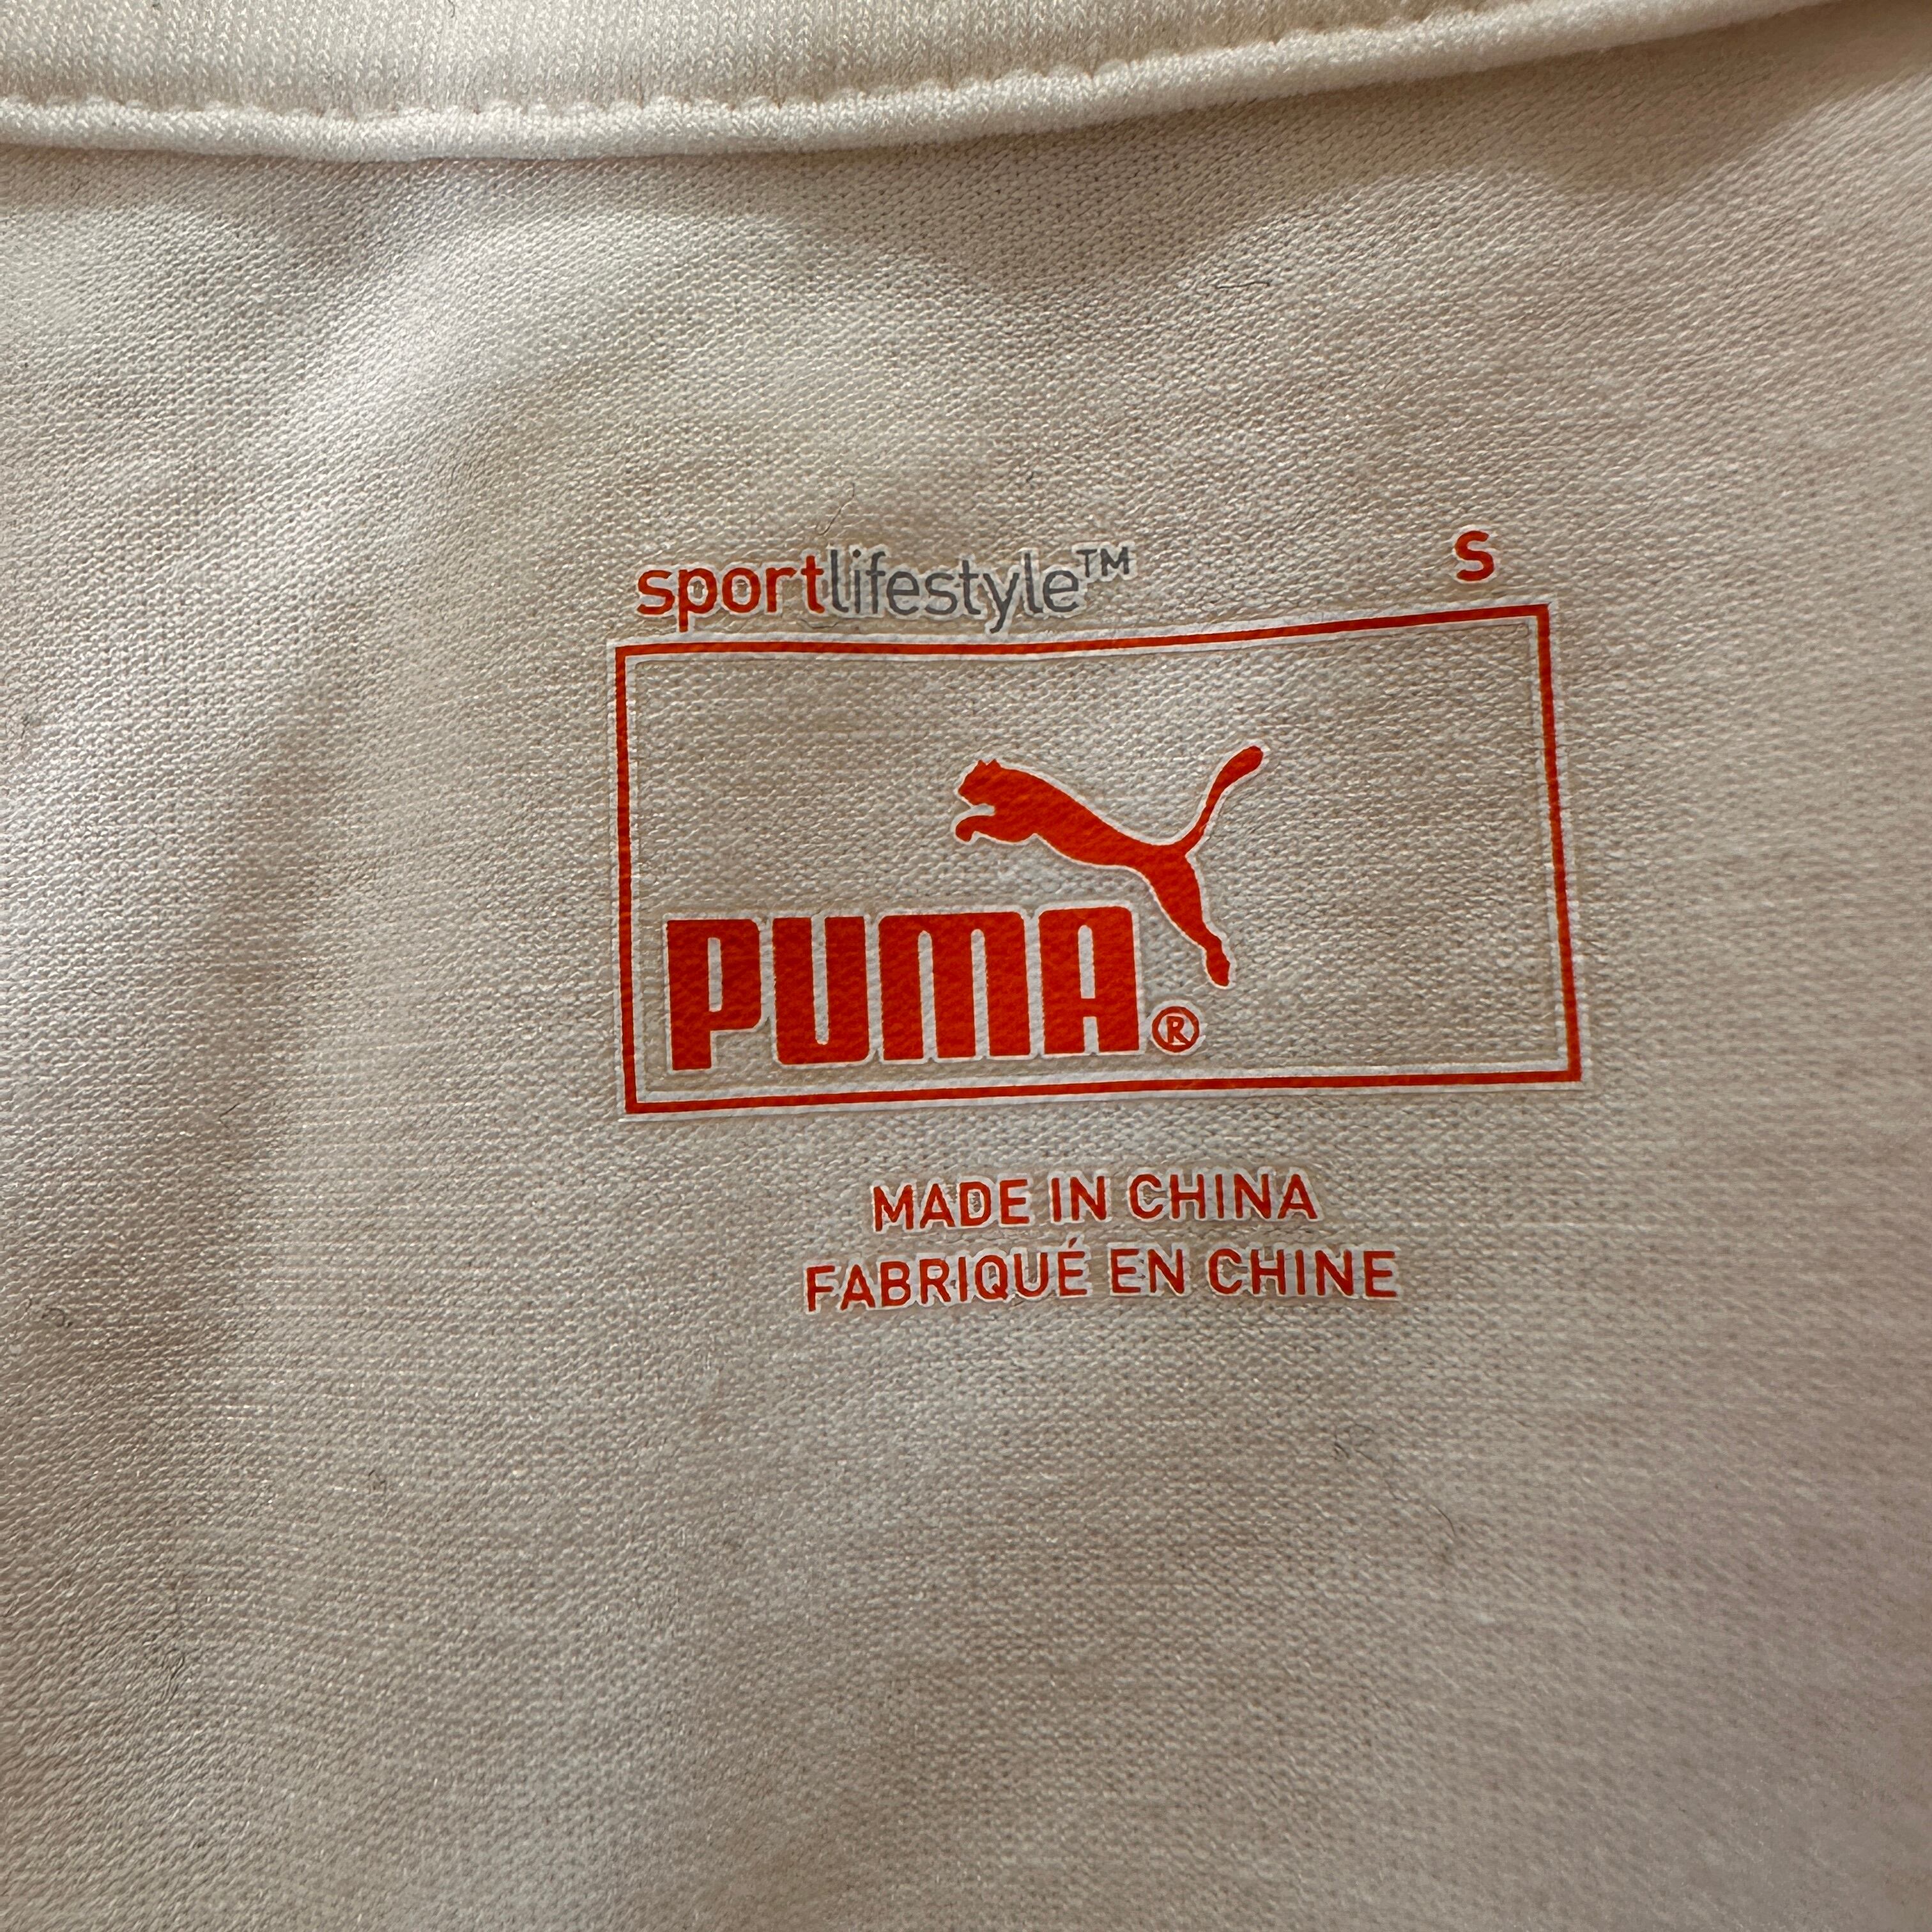 sportlifestyle™ S
PUMA®
MADE IN CHINA
FABRIQUÉ EN CHINE